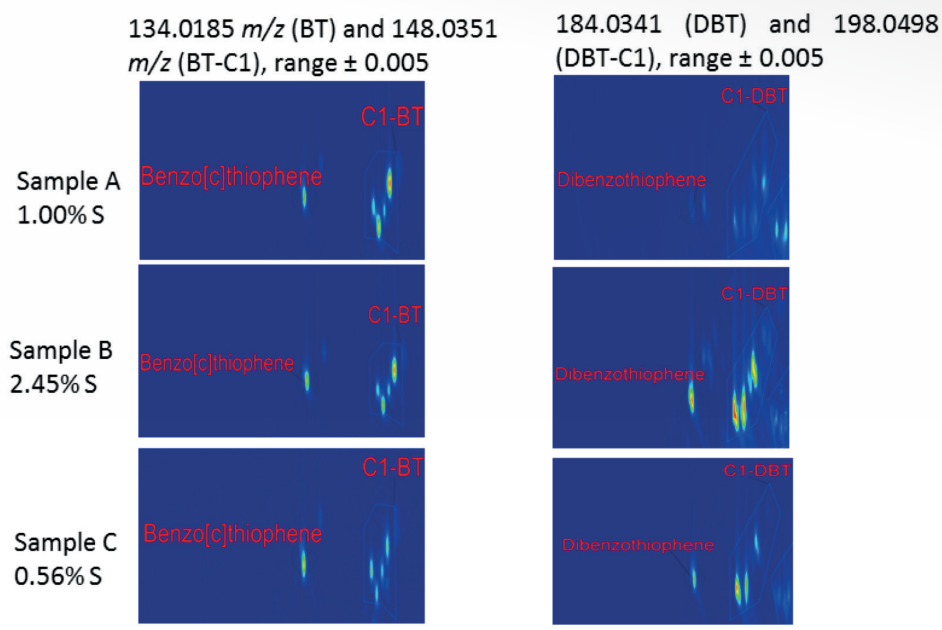 134.0185 m/z (BT) and 148.0351
m/z (BT-C1), range ± 0.005
184.0341 (DBT) and 198.0498
(DBT-C1), range ± 0.005
Sample A
1.00% S
C1-BT
Benzo[c]thiophene
C1-DBT
Dibenzothiophene
Sample B
2.45% S
C1-BT
Benzo[c]thiophene
C1-DBT
Dibenzothiophene
Sample C
0.56% S
C1-BT
Benzo[c]thiophene
C1-DBT
Dibenzothiophene